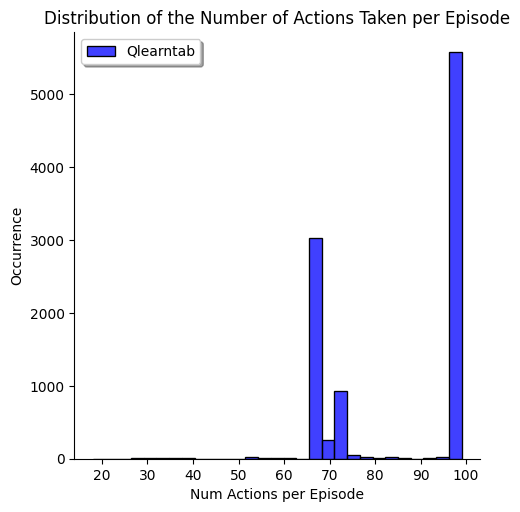 Distribution of the Number of Actions Taken per Episode
Qlearntab
Occurrence
5000
4000
3000
2000
1000
0
20 30 40 50 60 70 80 90 100
Num Actions per Episode